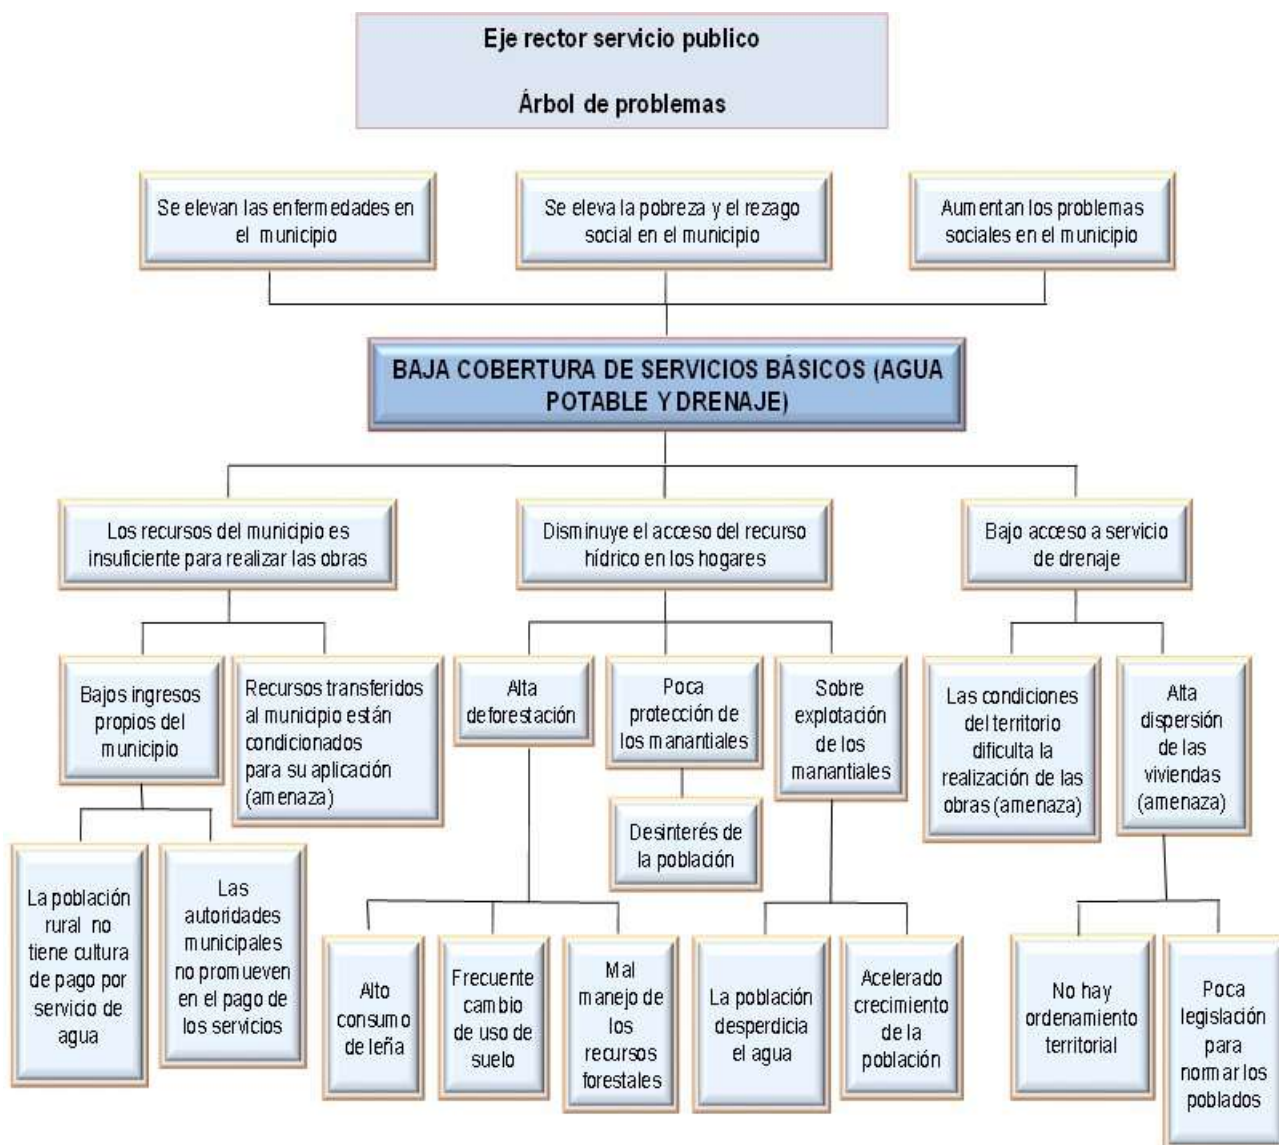 Eje rector servicio publico
Árbol de problemas
Se elevan las enfermedades en
el municipio
Se eleva la pobreza y el rezago
social en el municipio
Aumentan los problemas
sociales en el municipio
BAJA COBERTURA DE SERVICIOS BÁSICOS (AGUA
POTABLE Y DRENAJE)
Los recursos del municipio es
insuficiente para realizar las obras
Disminuye el acceso del recurso
hídrico en los hogares
Bajo acceso a servicio
de drenaje
Bajos ingresos
propios del
municipio
Recursos transferidos
al municipio están
condicionados
para su aplicación
(amenaza)
Alta
deforestación
Poca
protección de
los manantiales
Sobre
explotación
de los
manantiales
Las condiciones
del territorio
dificulta la
realización de las
obras (amenaza)
Alta
dispersión
de las
viviendas
(amenaza)
Desinterés de
la población
La población
rural no
tiene cultura
de pago por
servicio de
agua
Las
autoridades
municipales
no promueven
en el pago de
los servicios
Alto
consumo
de leña
Frecuente
cambio
de uso de
suelo
Mal
manejo de
los
recursos
forestales
La población
desperdicia
el agua
Acelerado
crecimiento
de la
población
No hay
ordenamiento
territorial
Poca
legislación
para
normar los
poblados